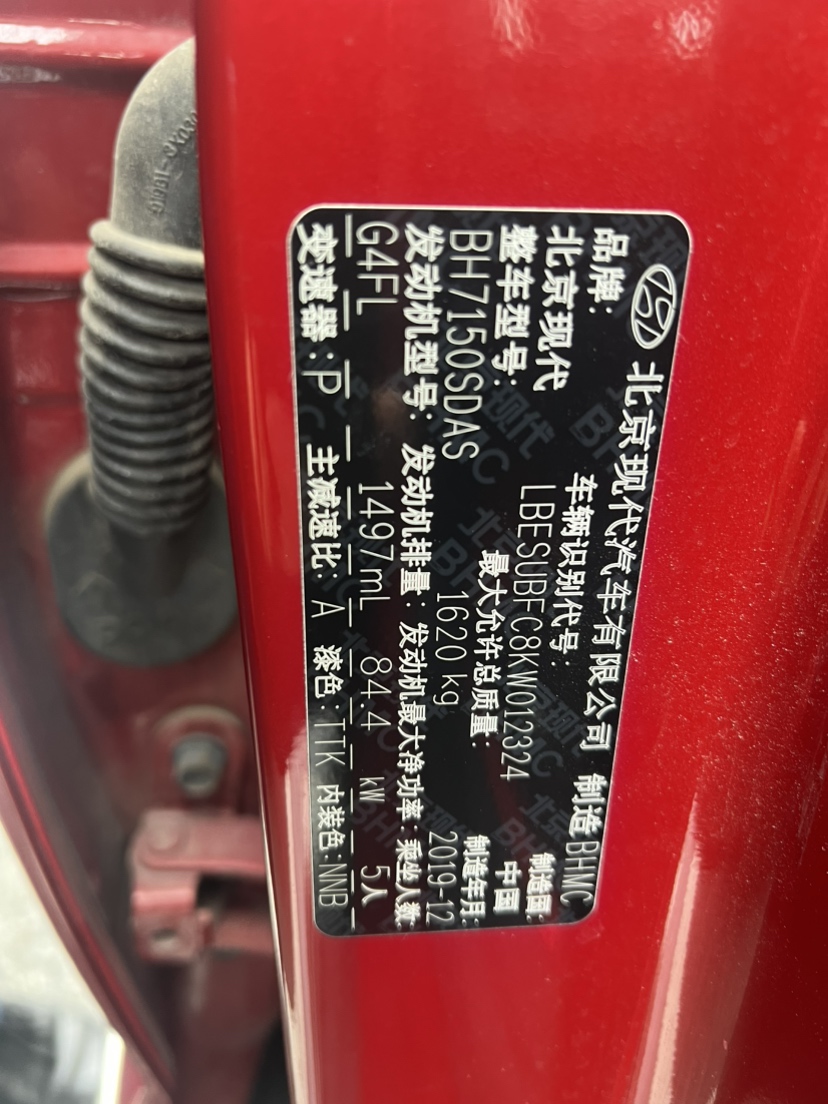 北京现代汽车有限公司 制造 BHMC
品牌: 车辆识别代号: 制造国:
北京现代 LBESUBFC8KW012324 中国
整车型号: 最大允许总质量: 制造年月:
BH7150SDAS 1620 kg 2019-12
发动机型号: 发动机排量: 发动机最大净功率: 乘坐人数:
G4FL 1497 mL 84.4 kW 5人
变速器: P 主减速比: A 漆色: TTK 内装色: NNB